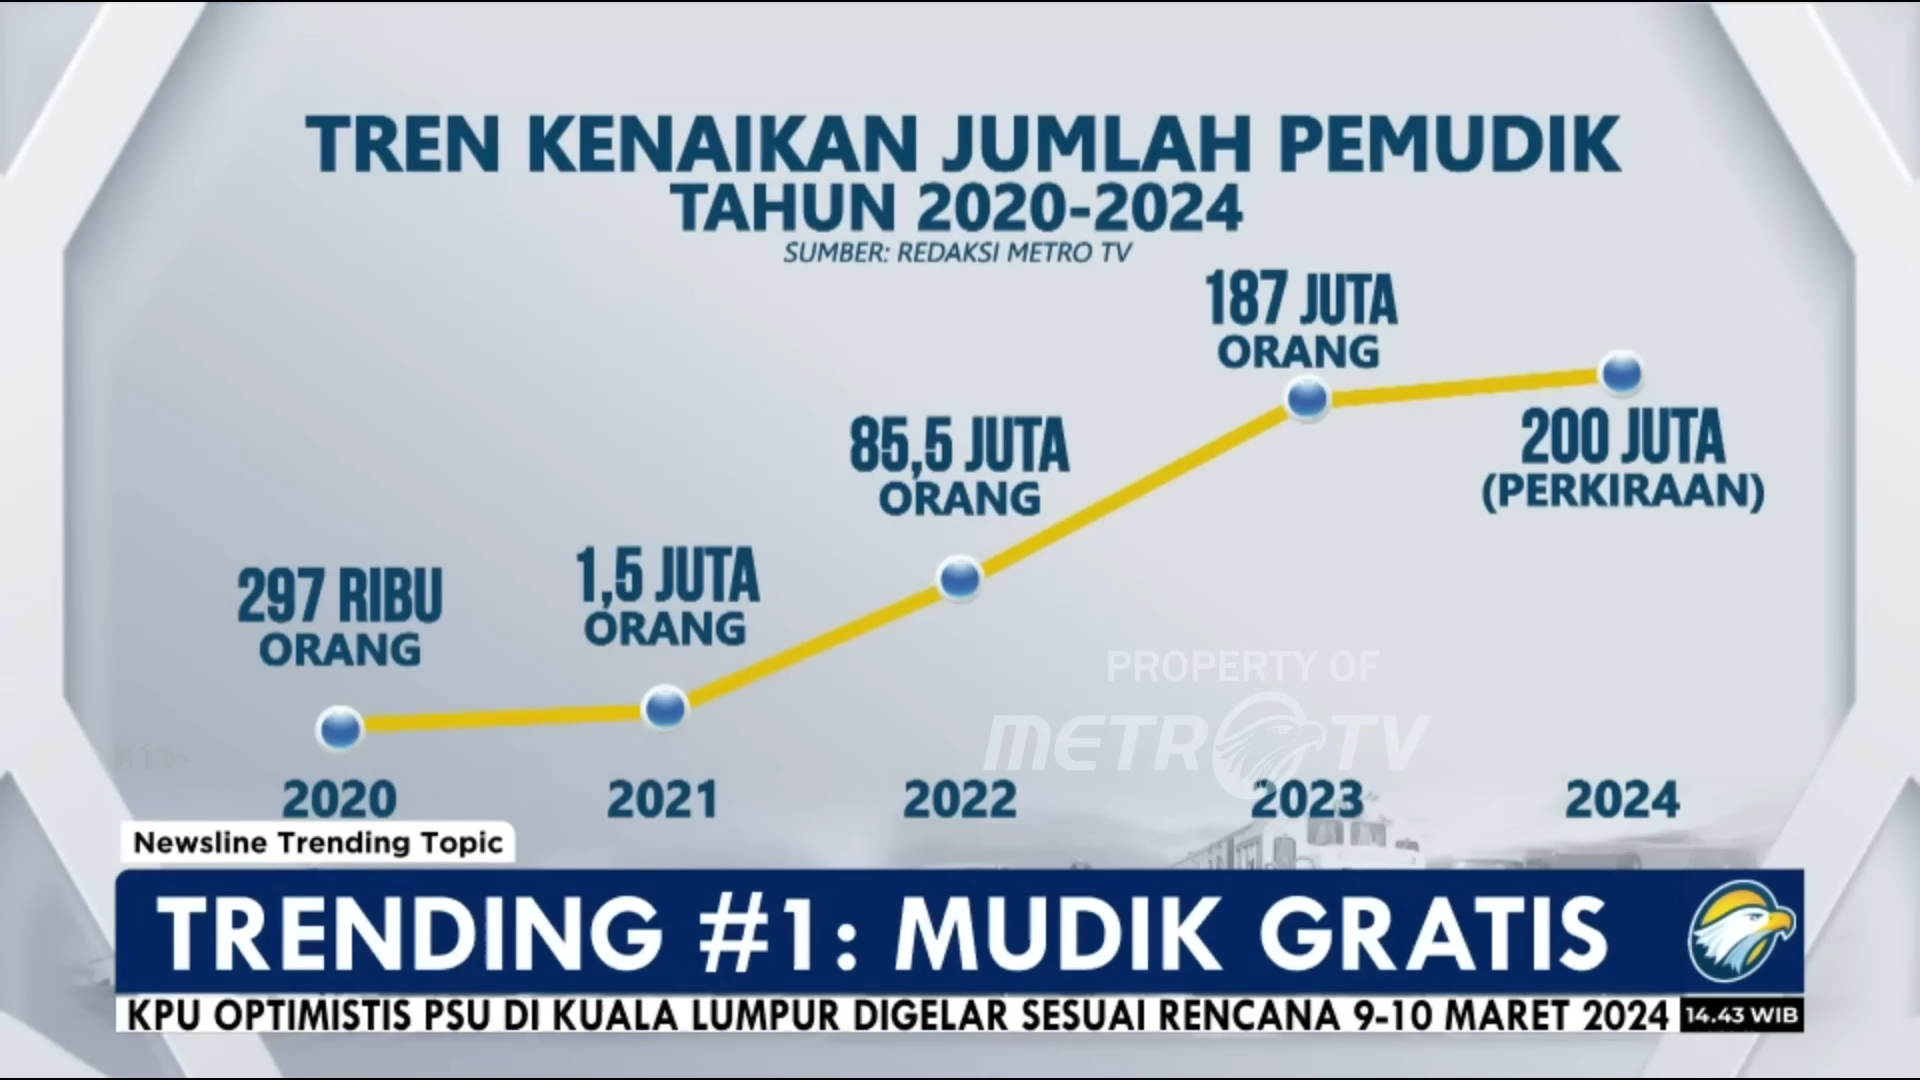 TREN KENAIKAN JUMLAH PEMUDIK
TAHUN 2020-2024
SUMBER: REDAKSI METRO TV
187 JUTA
ORANG
85,5 JUTA
ORANG
200 JUTA
(PERKIRAAN)
1,5 JUTA
ORANG
297 RIBU
ORANG
PROPERTY OF
METRO TV
2020 2021 2022 2023 2024
Newsline Trending Topic
TRENDING #1: MUDIK GRATIS
KPU OPTIMISTIS PSU DI KUALA LUMPUR DIGELAR SESUAI RENCANA 9-10 MARET 2024 14.43 WIB